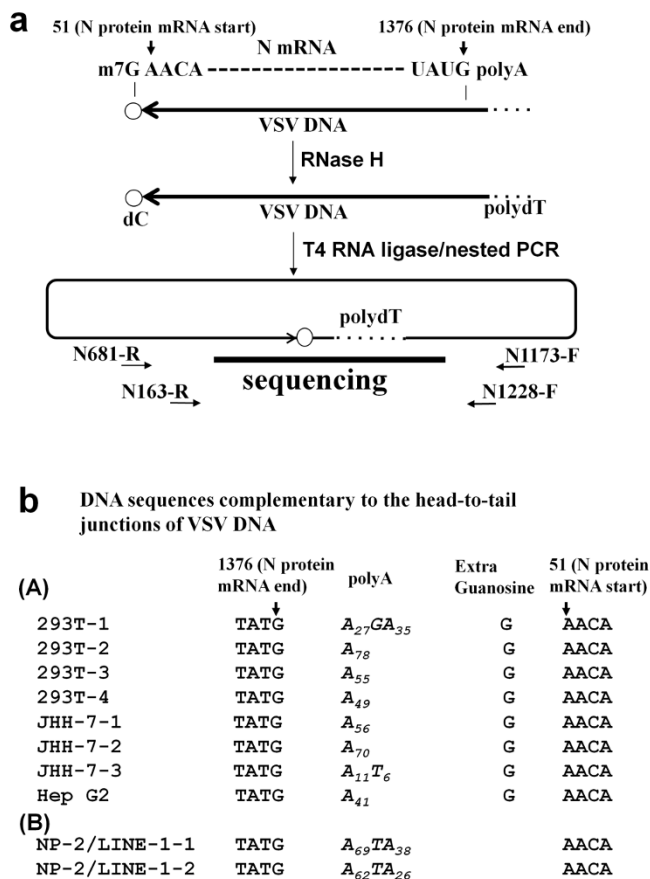 a
51 (N protein mRNA start) 1376 (N protein mRNA end)
N mRNA
m7G AACA UAUG polyA
VSV DNA
RNase H
VSV DNA polydT
dC
T4 RNA ligase/nested PCR
polydT
N681-R N1173-F
sequencing
N163-R N1228-F
b DNA sequences complementary to the head-to-tail
junctions of VSV DNA
(A) 1376 (N protein mRNA end) polyA Extra Guanosine 51 (N protein mRNA start)
293T-1 TATG A27GA35 G AACA
293T-2 TATG A78 G AACA
293T-3 TATG A55 G AACA
293T-4 TATG A49 G AACA
JHH-7-1 TATG A56 G AACA
JHH-7-2 TATG A70 G AACA
JHH-7-3 TATG A11T6 G AACA
Hep G2 TATG A41 G AACA
(B)
NP-2/LINE-1-1 TATG A69TA38 AACA
NP-2/LINE-1-2 TATG A62TA26 AACA